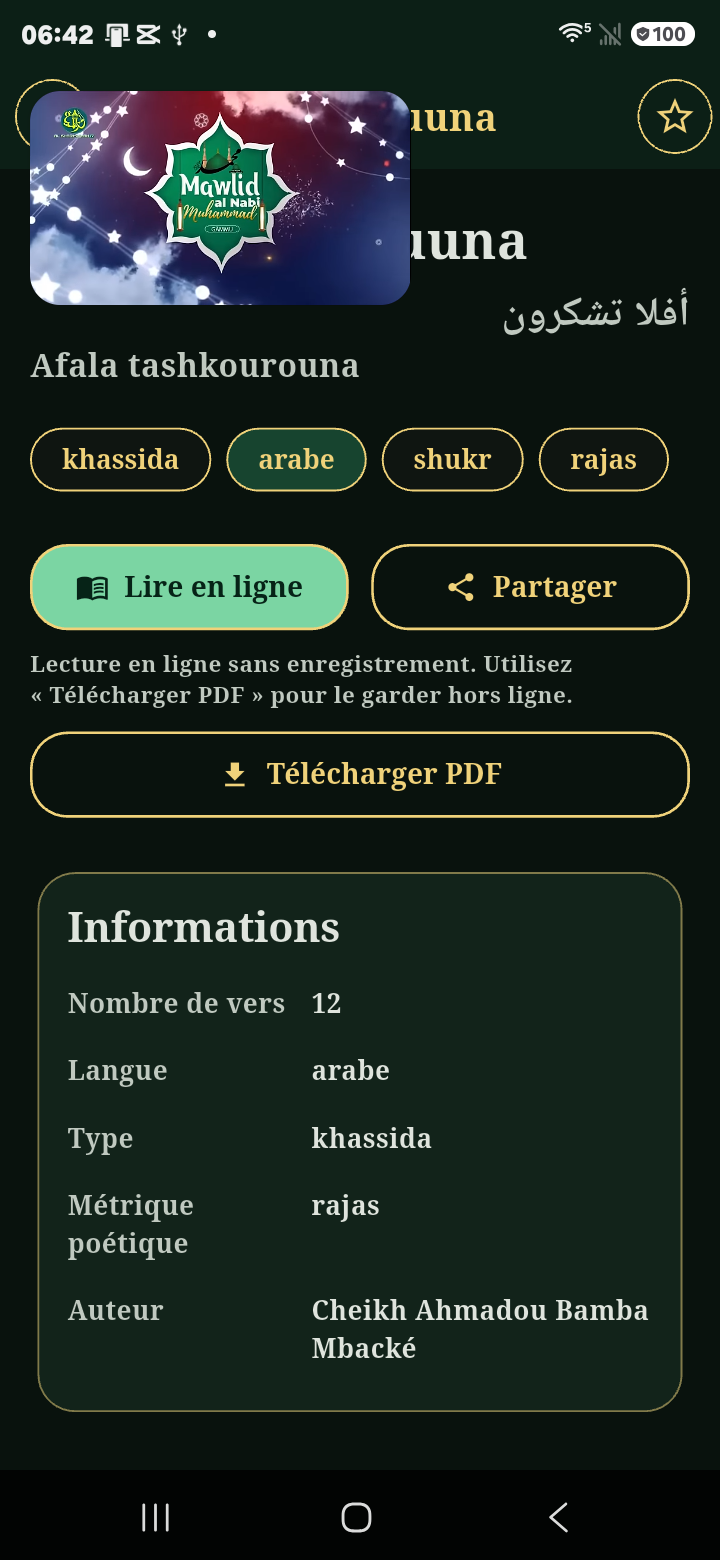 06:42
5
100
uuna
Mawlid
al Nabi
Muhammad
GAMMU
uuna
أفلا تشكرون
Afala tashkourouna
khassida
arabe
shukr
rajas
Lire en ligne
Partager
Lecture en ligne sans enregistrement. Utilisez
« Télécharger PDF » pour le garder hors ligne.
Télécharger PDF
Informations
Nombre de vers 12
Langue arabe
Type khassida
Métrique rajas
poétique
Auteur Cheikh Ahmadou Bamba
Mbacké